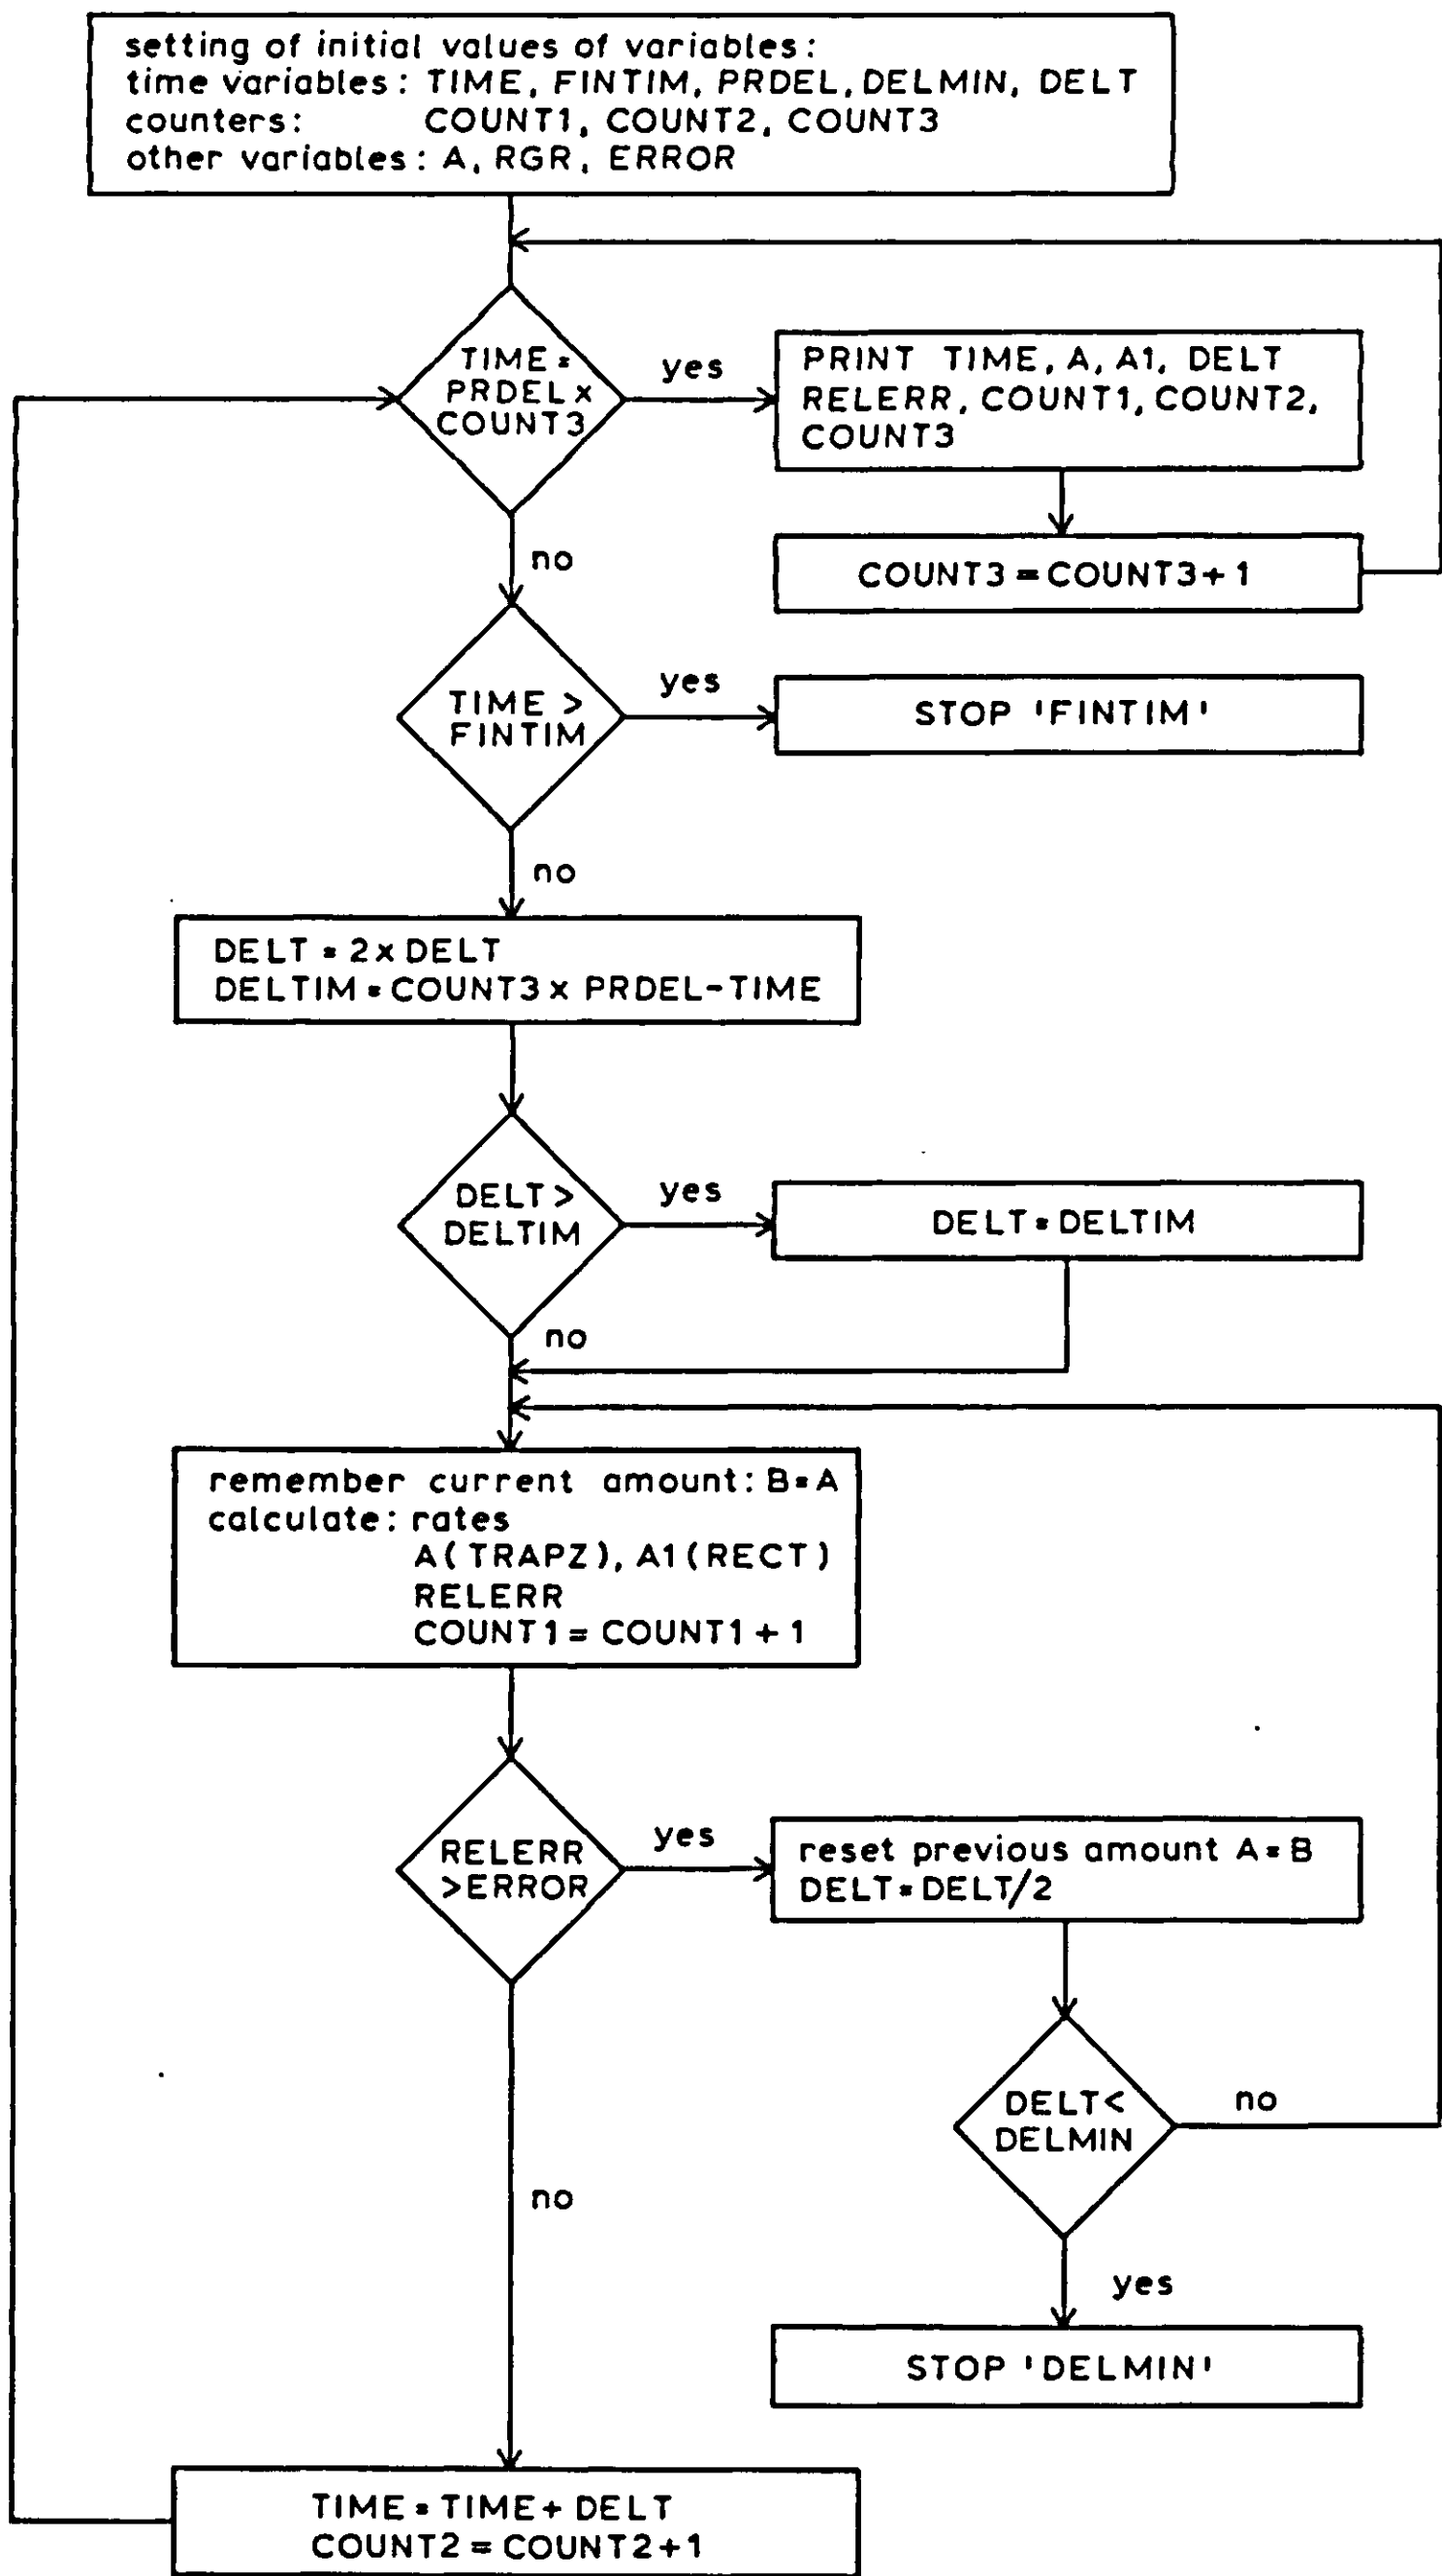 setting of initial values of variables:
time variables: TIME, FINTIM, PRDEL, DELMIN, DELT
counters: COUNT1, COUNT2, COUNT3
other variables: A, RGR, ERROR
TIME =
PRDEL x
COUNT3
yes
PRINT TIME, A, A1, DELT
RELERR, COUNT1, COUNT2,
COUNT3
no
COUNT3 = COUNT3 + 1
TIME >
FINTIM
yes
STOP 'FINTIM'
no
DELT = 2 x DELT
DELTIM = COUNT3 x PRDEL - TIME
DELT >
DELTIM
yes
DELT = DELTIM
no
remember current amount: B = A
calculate: rates
A(TRAPZ), A1(RECT)
RELERR
COUNT1 = COUNT1 + 1
RELERR
>ERROR
yes
reset previous amount A = B
DELT = DELT/2
DELT<
DELMIN
no
no
yes
STOP 'DELMIN'
TIME = TIME + DELT
COUNT2 = COUNT2+1